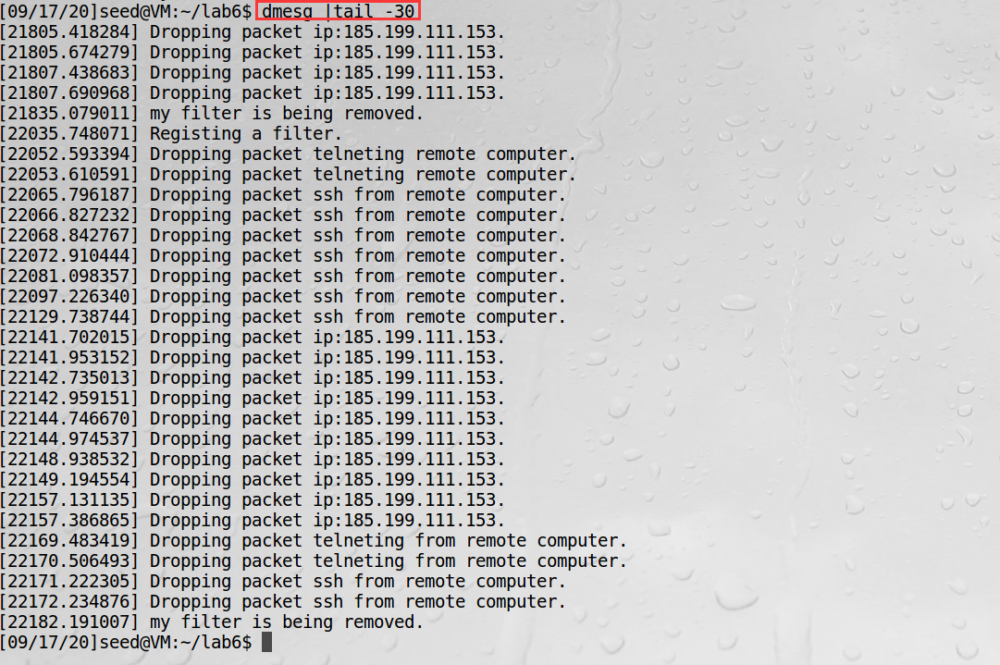 [09/17/20]seed@VM:~/lab6$ dmesg |tail -30
[21805.418284] Dropping packet ip:185.199.111.153.
[21805.674279] Dropping packet ip:185.199.111.153.
[21807.438683] Dropping packet ip:185.199.111.153.
[21807.690968] Dropping packet ip:185.199.111.153.
[21835.079011] my filter is being removed.
[22035.748071] Registing a filter.
[22052.593394] Dropping packet telneting remote computer.
[22053.610591] Dropping packet telneting remote computer.
[22065.796187] Dropping packet ssh from remote computer.
[22066.827232] Dropping packet ssh from remote computer.
[22068.842767] Dropping packet ssh from remote computer.
[22072.910444] Dropping packet ssh from remote computer.
[22081.098357] Dropping packet ssh from remote computer.
[22097.226340] Dropping packet ssh from remote computer.
[22129.738744] Dropping packet ssh from remote computer.
[22141.702015] Dropping packet ip:185.199.111.153.
[22141.953152] Dropping packet ip:185.199.111.153.
[22142.735013] Dropping packet ip:185.199.111.153.
[22142.959151] Dropping packet ip:185.199.111.153.
[22144.746670] Dropping packet ip:185.199.111.153.
[22144.974537] Dropping packet ip:185.199.111.153.
[22148.938532] Dropping packet ip:185.199.111.153.
[22149.194554] Dropping packet ip:185.199.111.153.
[22157.131135] Dropping packet ip:185.199.111.153.
[22157.386865] Dropping packet ip:185.199.111.153.
[22169.483419] Dropping packet telneting from remote computer.
[22170.506493] Dropping packet telneting from remote computer.
[22171.222305] Dropping packet ssh from remote computer.
[22172.234876] Dropping packet ssh from remote computer.
[22182.191007] my filter is being removed.
[09/17/20]seed@VM:~/lab6$